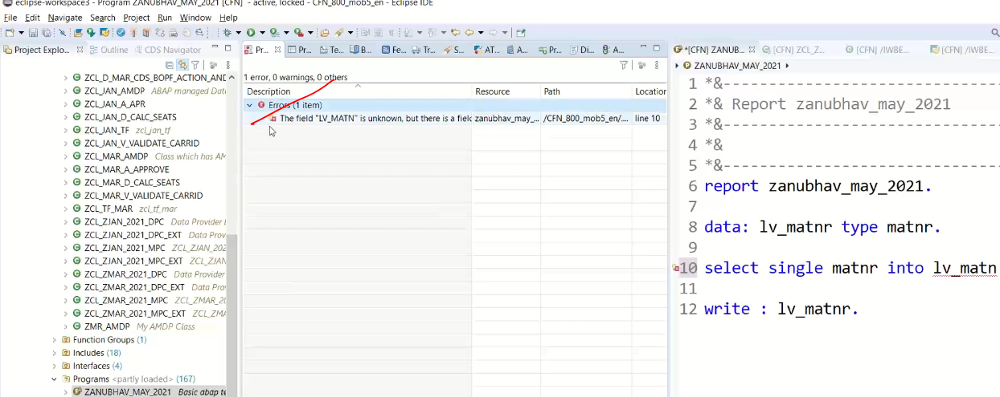 eclipse-workspace3 - Program ZANUBHAV_MAY_2021 [CFN] - active, locked - CFN_800_mob5_en - Eclipse IDE
File Edit Navigate Search Project Run Window Help
Project Explo... Outline CDS Navigator
ZCL_D_MAR_CDS_BOPF_ACTION_AND
ZCL_JAN_AMDP ABAP managed Data
ZCL_JAN_A_APR
ZCL_JAN_D_CALC_SEATS
ZCL_JAN_TF zcl_jan_tf
ZCL_JAN_V_VALIDATE_CARRID
ZCL_MAR_AMDP Class which has AM
ZCL_MAR_A_APPROVE
ZCL_MAR_D_CALC_SEATS
ZCL_MAR_V_VALIDATE_CARRID
ZCL_TF_MAR zcl_tf_mar
ZCL_ZJAN_2021_DPC Data Provider B
ZCL_ZJAN_2021_DPC_EXT Data Prov
ZCL_ZJAN_2021_MPC ZCL_ZJAN_202
ZCL_ZJAN_2021_MPC_EXT ZCL_ZJAN
ZCL_ZMAR_2021_DPC Data Provider
ZCL_ZMAR_2021_DPC_EXT Data Pro
ZCL_ZMAR_2021_MPC ZCL_ZMAR_20
ZCL_ZMAR_2021_MPC_EXT ZCL_ZMA
ZMR_AMDP My AMDP Class
Function Groups (1)
Includes (18)
Interfaces (4)
Programs <partly loaded> (167)
ZANUBHAV_MAY_2021 Basic abap te
Pr... Pr... Te... B... Fe... Tr... S... AT... A... Pr... Di... A...
1 error, 0 warnings, 0 others
Description Resource Path Location
Errors (1 item)
The field "LV_MATN" is unknown, but there is a field zanubhav_may_... /CFN_800_mob5_en/.... line 10
*[CFN] ZANUB... [CFN] ZCL_Z... [CFN] /IWBE... [CFN] /IWBE...
ZANUBHAV_MAY_2021
1 *&---------------------------
2 *& Report zanubhav_may_2021
3 *&---------------------------
4 *&
5 *&---------------------------
6 report zanubhav_may_2021.
7
8 data: lv_matnr type matnr.
9
10 select single matnr into lv_matn
11
12 write : lv_matnr.